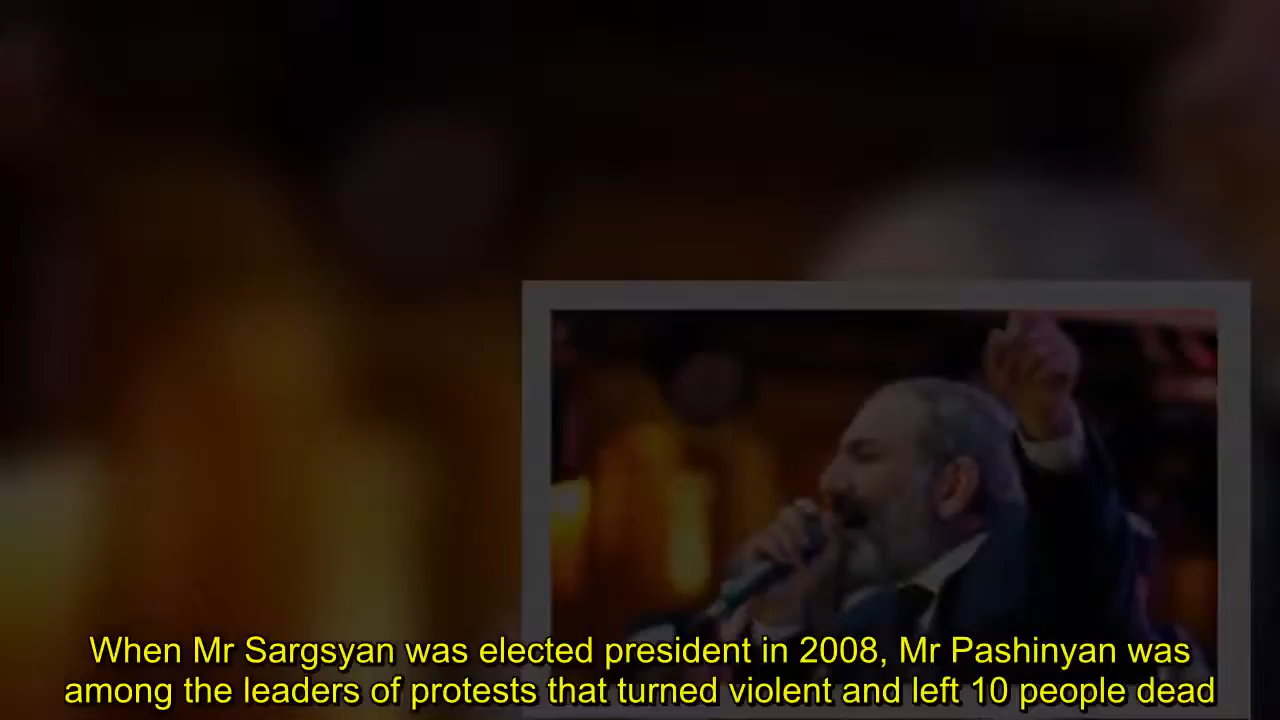 When Mr Sargsyan was elected president in 2008, Mr Pashinyan was
among the leaders of protests that turned violent and left 10 people dead